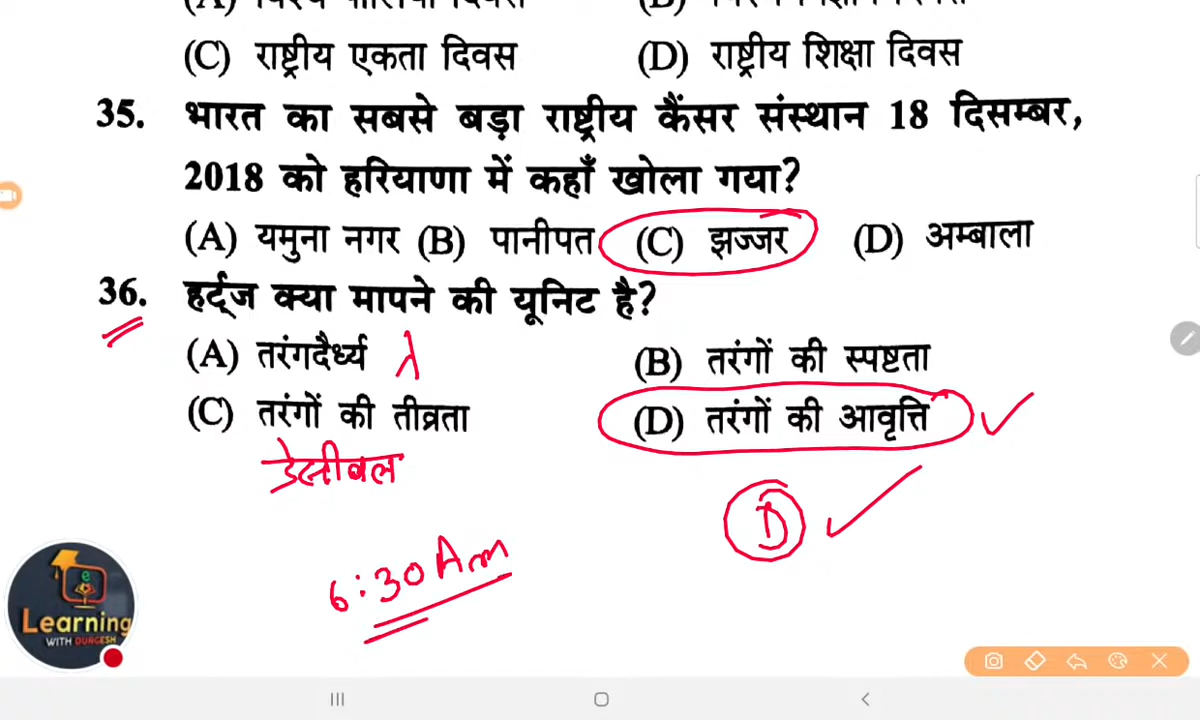 (C) राष्ट्रीय एकता दिवस (D) राष्ट्रीय शिक्षा दिवस
35. भारत का सबसे बड़ा राष्ट्रीय कैंसर संस्थान 18 दिसम्बर,
2018 को हरियाणा में कहाँ खोला गया?
(A) यमुना नगर (B) पानीपत (C) झज्जर (D) अम्बाला
36. हर्ट्ज क्या मापने की यूनिट है?
(A) तरंगदैर्ध्य λ (B) तरंगों की स्पष्टता
(C) तरंगों की तीव्रता (D) तरंगों की आवृत्ति
डेसीबल
D
6:30 Am
e
Learning
WITH DURGESH